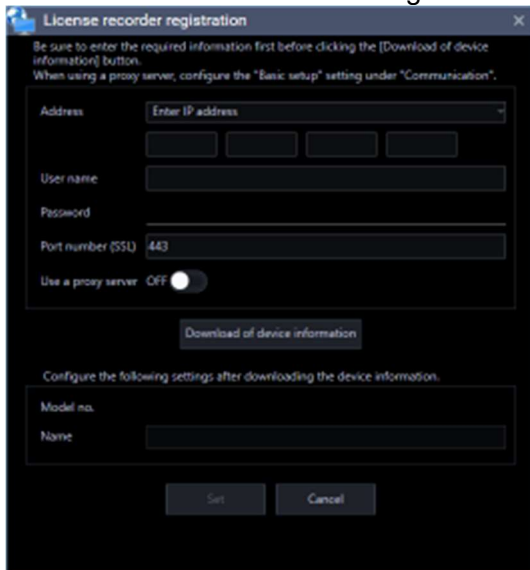 License recorder registration
Be sure to enter the required information first before clicking the [Download of device
information] button.
When using a proxy server, configure the "Basic setup" setting under "Communication".
Address Enter IP address
User name
Password
Port number (SSL) 443
Use a proxy server OFF
Download of device information
Configure the following settings after downloading the device information.
Model no.
Name
Set Cancel